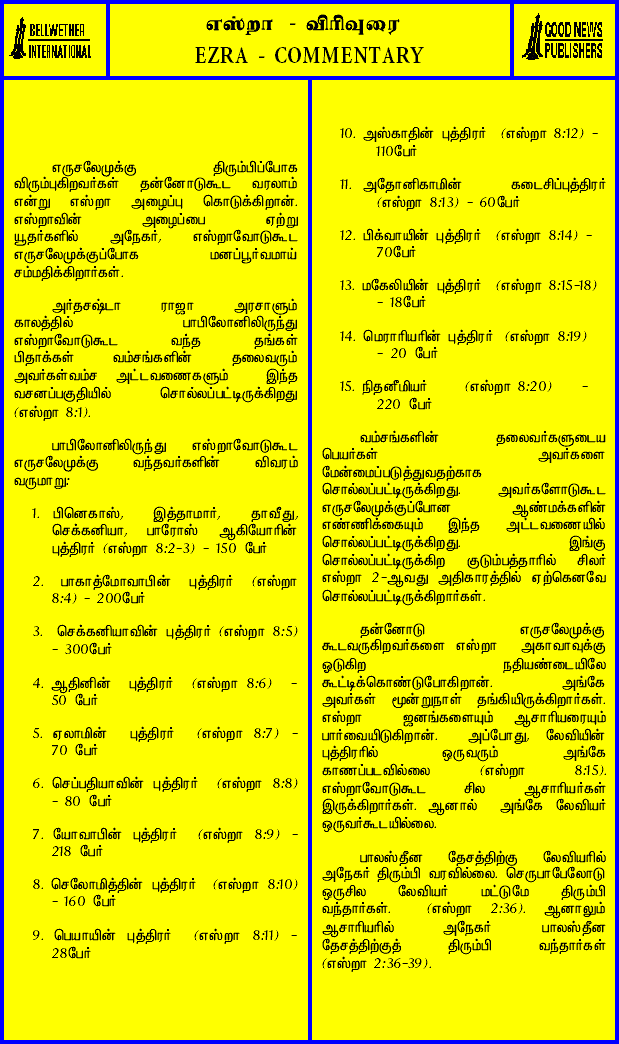 BELLWETHER
INTERNATIONAL
எஸ்றா - விரிவுரை
EZRA - COMMENTARY
GOOD NEWS
PUBLISHERS
எருசலேமுக்கு திரும்பிப்போக
விரும்புகிறவர்கள் தன்னோடுகூட வரலாம்
என்று எஸ்றா அழைப்பு கொடுக்கிறான்.
எஸ்றாவின் அழைப்பை ஏற்று
யூதர்களில் அநேகர், எஸ்றாவோடுகூட
எருசலேமுக்குப்போக மனப்பூர்வமாய்
சம்மதிக்கிறார்கள்.
அர்தசஷ்டா ராஜா அரசாளும்
காலத்தில் பாபிலோனிலிருந்து
எஸ்றாவோடுகூட வந்த தங்கள்
பிதாக்கள் வம்சங்களின் தலைவரும்
அவர்கள்வம்ச அட்டவணைகளும் இந்த
வசனப்பகுதியில் சொல்லப்பட்டிருக்கிறது
(எஸ்றா 8:1).
பாபிலோனிலிருந்து எஸ்றாவோடுகூட
எருசலேமுக்கு வந்தவர்களின் விவரம்
வருமாறு:
1. பினெகாஸ், இத்தாமார், தாவீது,
செக்கனியா, பாரோஸ் ஆகியோரின்
புத்திரர் (எஸ்றா 8:2-3) - 150 பேர்
2. பாகாத்மோவாபின் புத்திரர் (எஸ்றா
8:4) - 200பேர்
3. செக்கனியாவின் புத்திரர் (எஸ்றா 8:5)
- 300பேர்
4. ஆதினின் புத்திரர் (எஸ்றா 8:6) -
50 பேர்
5. ஏலாமின் புத்திரர் (எஸ்றா 8:7) -
70 பேர்
6. செப்பதியாவின் புத்திரர் (எஸ்றா 8:8)
- 80 பேர்
7. யோவாபின் புத்திரர் (எஸ்றா 8:9) -
218 பேர்
8. செலோமித்தின் புத்திரர் (எஸ்றா 8:10)
- 160 பேர்
9. பெயாயின் புத்திரர் (எஸ்றா 8:11) -
28பேர்
10. அஸ்காதின் புத்திரர் (எஸ்றா 8:12) -
110பேர்
11. அதோனிகாமின் கடைசிப்புத்திரர்
(எஸ்றா 8:13) - 60பேர்
12. பிக்வாயின் புத்திரர் (எஸ்றா 8:14) -
70பேர்
13. மகேலியின் புத்திரர் (எஸ்றா 8:15-18)
- 18பேர்
14. மெராரியரின் புத்திரர் (எஸ்றா 8:19)
- 20 பேர்
15. நிதனீமியர் (எஸ்றா 8:20) -
220 பேர்
வம்சங்களின் தலைவர்களுடைய
பெயர்கள் அவர்களை
மேன்மைப்படுத்துவதற்காக
சொல்லப்பட்டிருக்கிறது. அவர்களோடுகூட
எருசலேமுக்குப்போன ஆண்மக்களின்
எண்ணிக்கையும் இந்த அட்டவணையில்
சொல்லப்பட்டிருக்கிறது. இங்கு
சொல்லப்பட்டிருக்கிற குடும்பத்தாரில் சிலர்
எஸ்றா 2-ஆவது அதிகாரத்தில் ஏற்கெனவே
சொல்லப்பட்டிருக்கிறார்கள்.
தன்னோடு எருசலேமுக்கு
கூடவருகிறவர்களை எஸ்றா அகாவாவுக்கு
ஓடுகிற நதியண்டையிலே
கூட்டிக்கொண்டுபோகிறான். அங்கே
அவர்கள் மூன்றுநாள் தங்கியிருக்கிறார்கள்.
எஸ்றா ஜனங்களையும் ஆசாரியரையும்
பார்வையிடுகிறான். அப்போது, லேவியின்
புத்திரரில் ஒருவரும் அங்கே
காணப்படவில்லை (எஸ்றா 8:15).
எஸ்றாவோடுகூட சில ஆசாரியர்கள்
இருக்கிறார்கள். ஆனால் அங்கே லேவியர்
ஒருவர்கூடயில்லை.
பாலஸ்தீன தேசத்திற்கு லேவியரில்
அநேகர் திரும்பி வரவில்லை. செருபாபேலோடு
ஒருசில லேவியர் மட்டுமே திரும்பி
வந்தார்கள். (எஸ்றா 2:36). ஆனாலும்
ஆசாரியரில் அநேகர் பாலஸ்தீன
தேசத்திற்குத் திரும்பி வந்தார்கள்
(எஸ்றா 2:36-39).